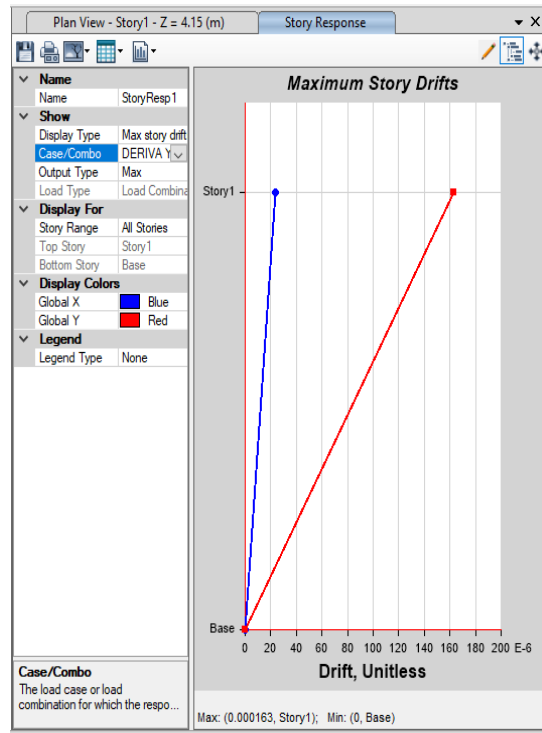 Plan View - Story1 - Z = 4.15 (m)
Story Response
Name
Name StoryResp1
Show
Display Type Max story drift
Case/Combo DERIVA Y
Output Type Max
Load Type Load Combina
Display For
Story Range All Stories
Top Story Story1
Bottom Story Base
Display Colors
Global X Blue
Global Y Red
Legend
Legend Type None
Case/Combo
The load case or load
combination for which the respo...
Maximum Story Drifts
Story1
Base
0 20 40 60 80 100 120 140 160 180 200 E-6
Drift, Unitless
Max: (0.000163, Story1); Min: (0, Base)